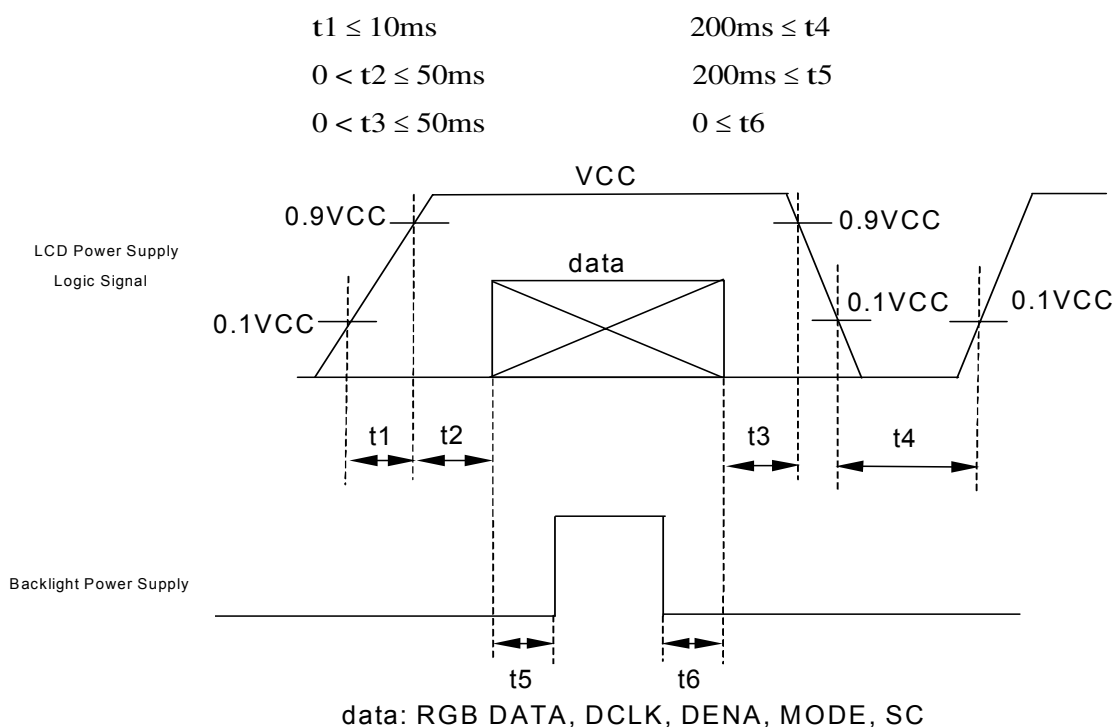 t1 ≤ 10ms 200ms ≤ t4
0 < t2 ≤ 50ms 200ms ≤ t5
0 < t3 ≤ 50ms 0 ≤ t6
VCC
0.9VCC 0.9VCC
LCD Power Supply
Logic Signal
data
0.1VCC 0.1VCC 0.1VCC
t1 t2 t3 t4
Backlight Power Supply
t5 t6
data: RGB DATA, DCLK, DENA, MODE, SC